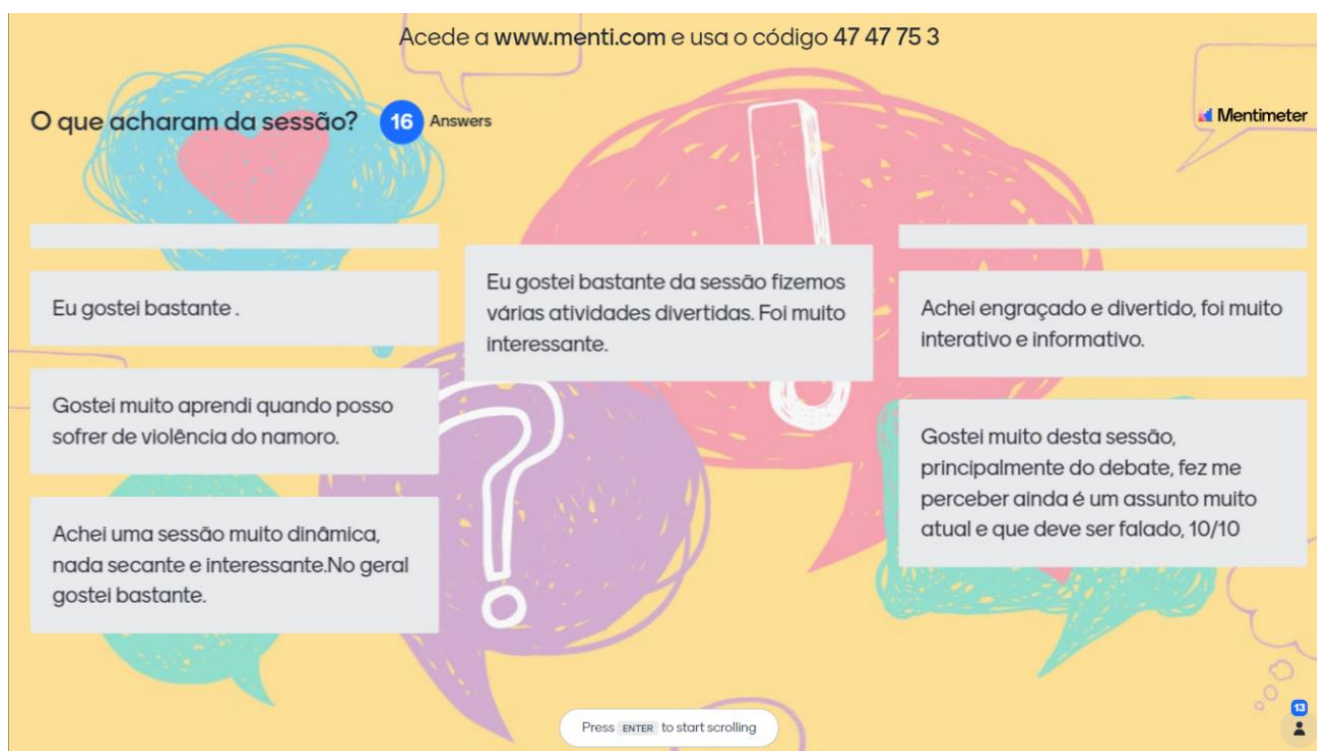 Acede a www.menti.com e usa o código 47 47 75 3
O que acharam da sessão?
16 Answers
Mentimeter
Eu gostei bastante .
Gostei muito aprendi quando posso
sofrer de violência do namoro.
Achei uma sessão muito dinâmica,
nada secante e interessante.No geral
gostei bastante.
Eu gostei bastante da sessão fizemos
várias atividades divertidas. Foi muito
interessante.
Achei engraçado e divertido, foi muito
interativo e informativo.
Gostei muito desta sessão,
principalmente do debate, fez me
perceber ainda é um assunto muito
atual e que deve ser falado, 10/10
Press ENTER to start scrolling
13